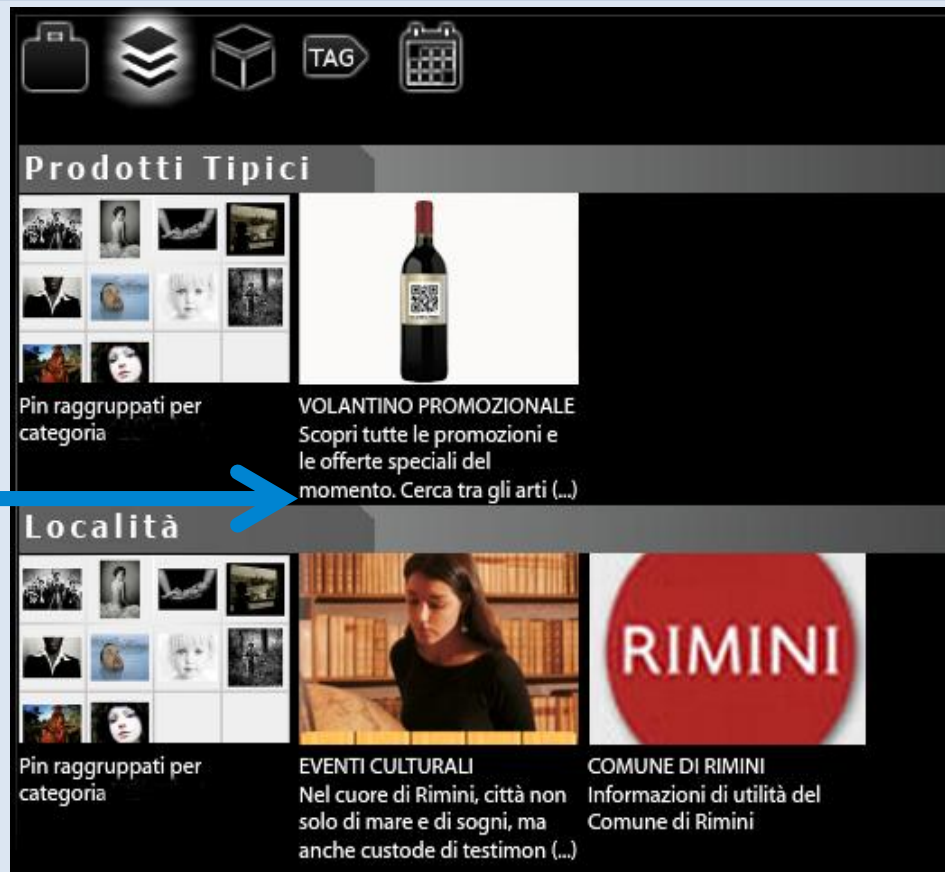 TAG
Prodotti Tipici
Pin raggruppati per
categoria
VOLANTINO PROMOZIONALE
Scopri tutte le promozioni e
le offerte speciali del
momento. Cerca tra gli arti (...)
Località
RIMINI
Pin raggruppati per
categoria
EVENTI CULTURALI
Nel cuore di Rimini, città non
solo di mare e di sogni, ma
anche custode di testimon (...)
COMUNE DI RIMINI
Informazioni di utilità del
Comune di Rimini